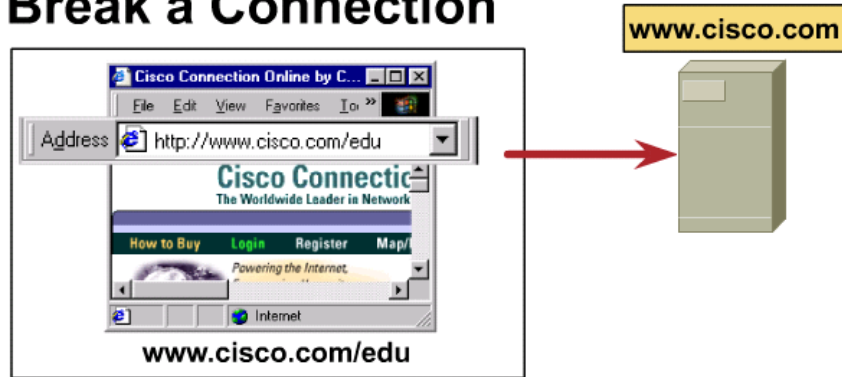 Break a Connection
www.cisco.com
Cisco Connection Online by C...
File Edit View Favorites To »
Address http://www.cisco.com/edu
Cisco Connectio
The Worldwide Leader in Network
How to Buy Login Register Map/
Powering the Internet,
Internet
www.cisco.com/edu